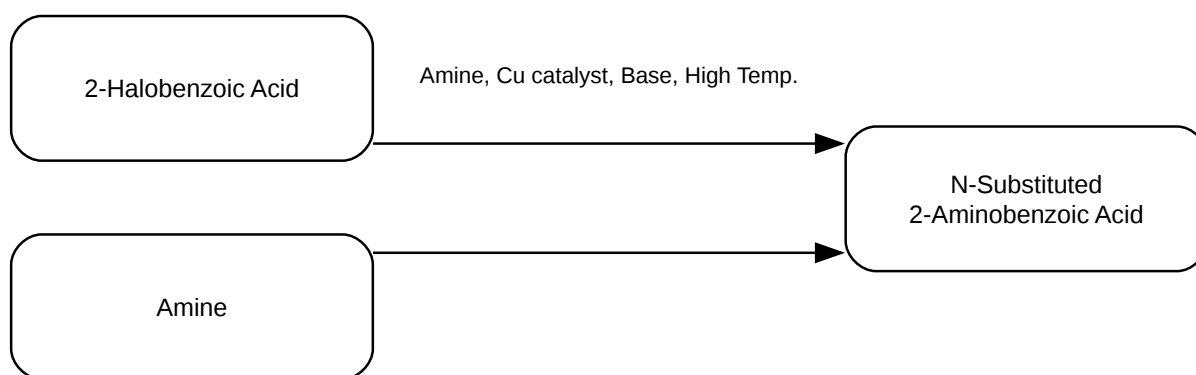 2-Halobenzoic Acid
Amine, Cu catalyst, Base, High Temp.
N-Substituted
2-Aminobenzoic Acid
Amine